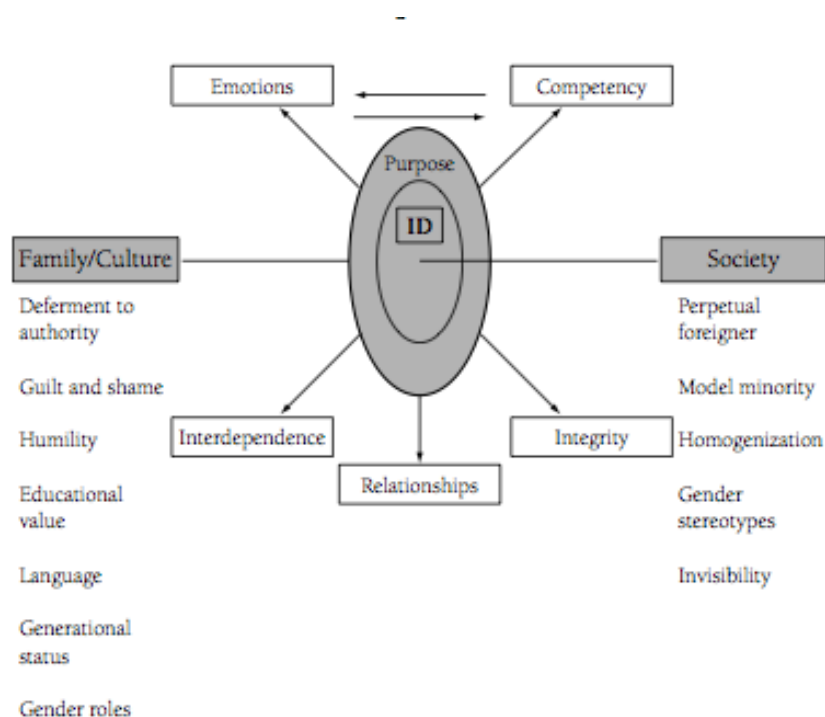 Emotions
Competency
Purpose
ID
Family/Culture
Society
Deferment to
authority
Guilt and shame
Humility
Educational
value
Language
Generational
status
Gender roles
Interdependence
Relationships
Integrity
Perpetual
foreigner
Model minority
Homogenization
Gender
stereotypes
Invisibility